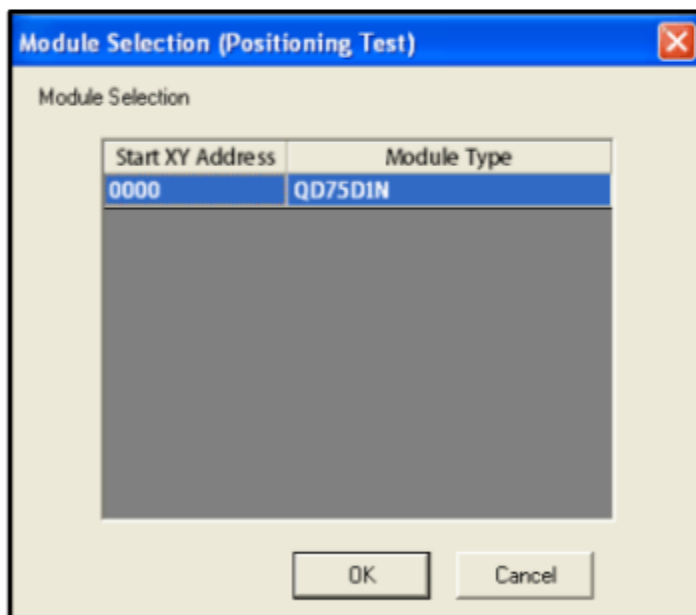 Module Selection (Positioning Test)
Module Selection
Start XY Address Module Type
0000 QD75D1N
OK Cancel